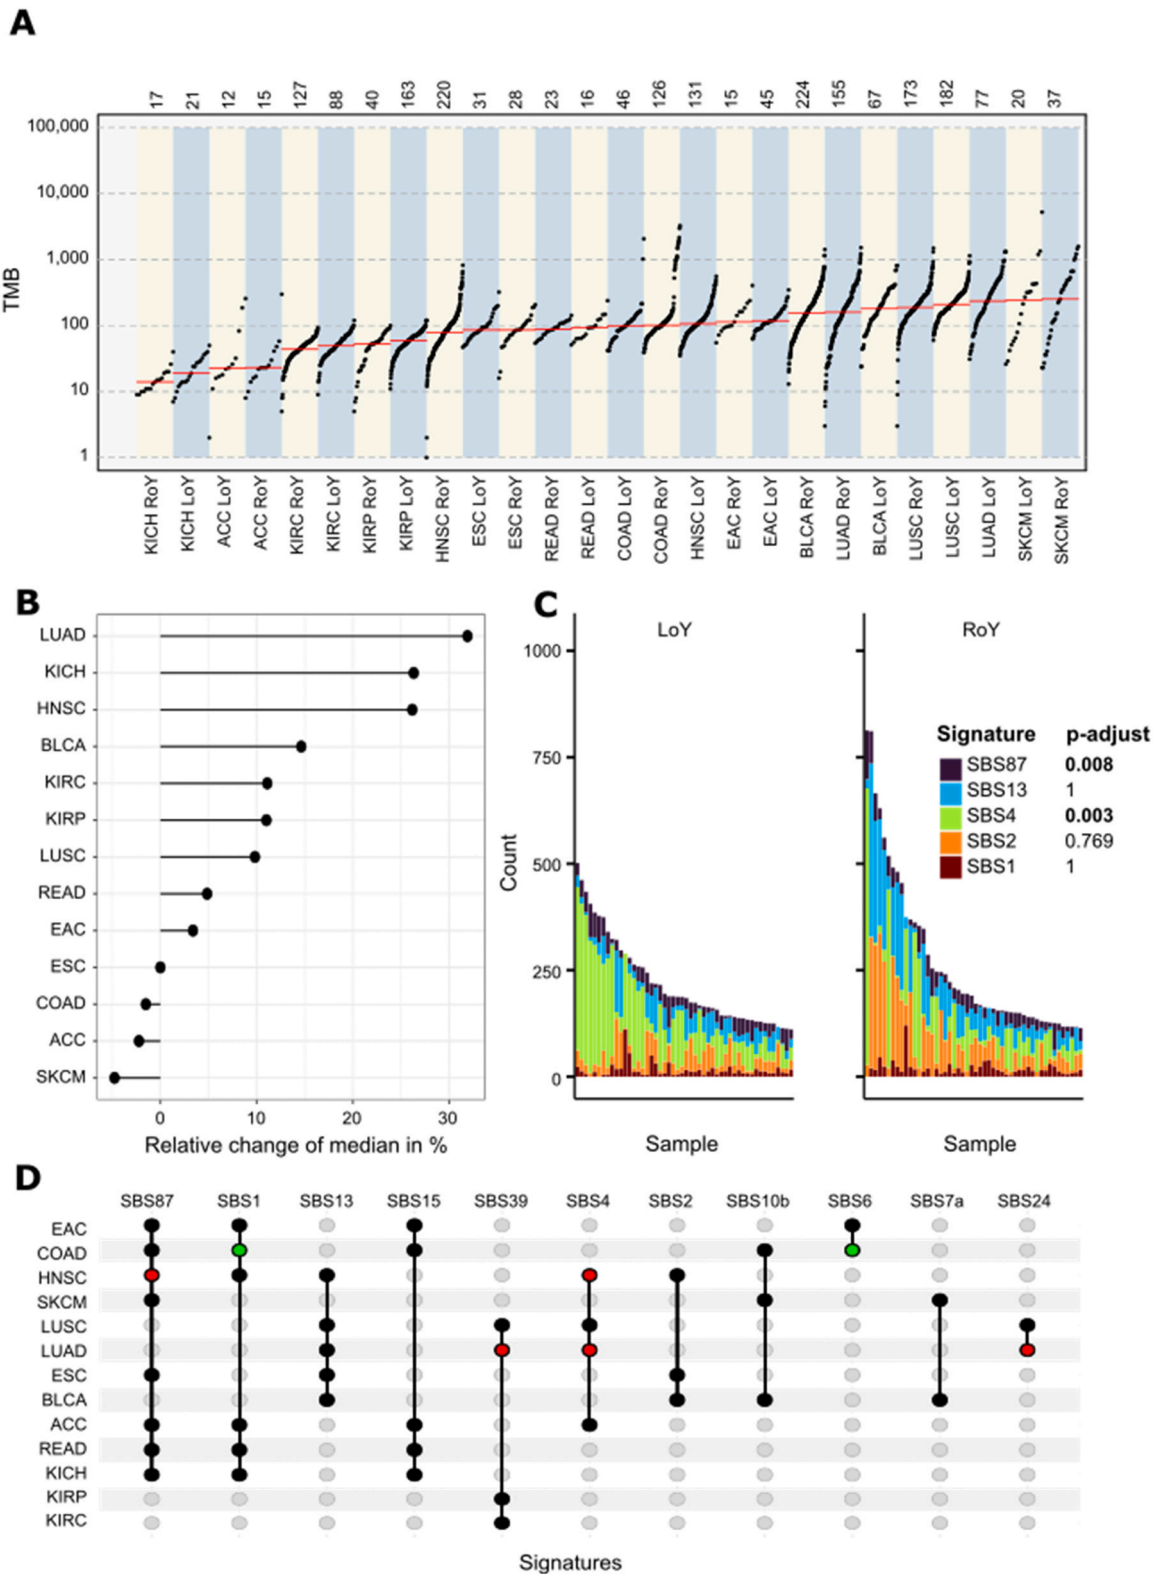 A
17 21 12 15 127 88 40 163 220 31 28 23 16 46 126 131 15 45 224 155 67 173 182 77 20 37
100,000
10,000
1,000
100
10
1
TMB
KICH RoY KICH LoY ACC LoY ACC RoY KIRC RoY KIRC LoY KIRP RoY KIRP LoY HNSC RoY ESC LoY ESC RoY READ RoY READ LoY COAD LoY COAD RoY HNSC LoY EAC RoY EAC LoY BLCA RoY LUAD RoY BLCA LoY LUSC RoY LUSC LoY LUAD LoY SKCM LoY SKCM RoY
B
LUAD
KICH
HNSC
BLCA
KIRC
KIRP
LUSC
READ
EAC
ESC
COAD
ACC
SKCM
0 10 20 30
Relative change of median in %
C
LoY RoY
1000
750
500
250
0
Count
Signature p-adjust
SBS87 0.008
SBS13 1
SBS4 0.003
SBS2 0.769
SBS1 1
Sample Sample
D
SBS87 SBS1 SBS13 SBS15 SBS39 SBS4 SBS2 SBS10b SBS6 SBS7a SBS24
EAC
COAD
HNSC
SKCM
LUSC
LUAD
ESC
BLCA
ACC
READ
KICH
KIRP
KIRC
Signatures